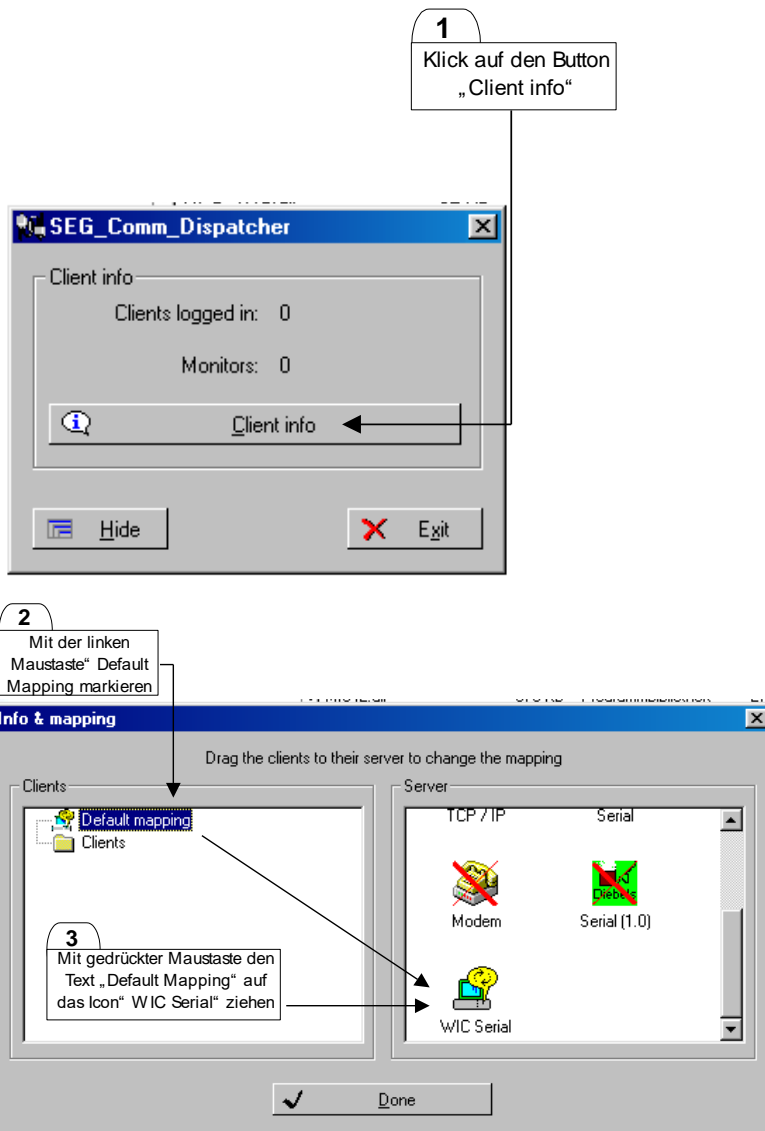 1
Klick auf den Button
„Client info“
SEG_Comm_Dispatcher
Client info
Clients logged in: 0
Monitors: 0
Client info
Hide
Exit
2
Mit der linken
Maustaste“ Default
Mapping markieren
Info & mapping
Drag the clients to their server to change the mapping
Clients
Server
Default mapping
Clients
TCP / IP
Serial
Modem
Diebels
Serial (1.0)
3
Mit gedrückter Maustaste den
Text „Default Mapping“ auf
das Icon“ WIC Serial“ ziehen
WIC Serial
Done